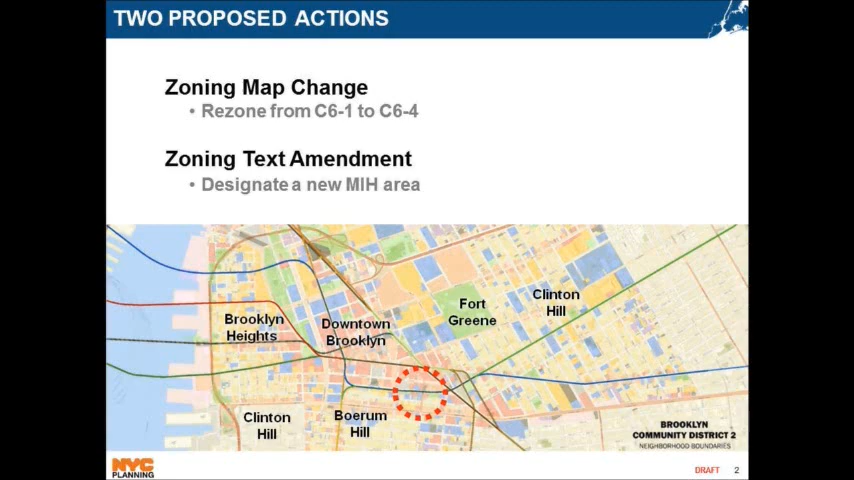 TWO PROPOSED ACTIONS
Zoning Map Change
• Rezone from C6-1 to C6-4
Zoning Text Amendment
• Designate a new MIH area
Brooklyn
Heights
Downtown
Brooklyn
Fort
Greene
Clinton
Hill
Clinton
Hill
Boerum
Hill
BROOKLYN
COMMUNITY DISTRICT 2
NEIGHBORHOOD BOUNDARIES
NYC
PLANNING
DRAFT 2